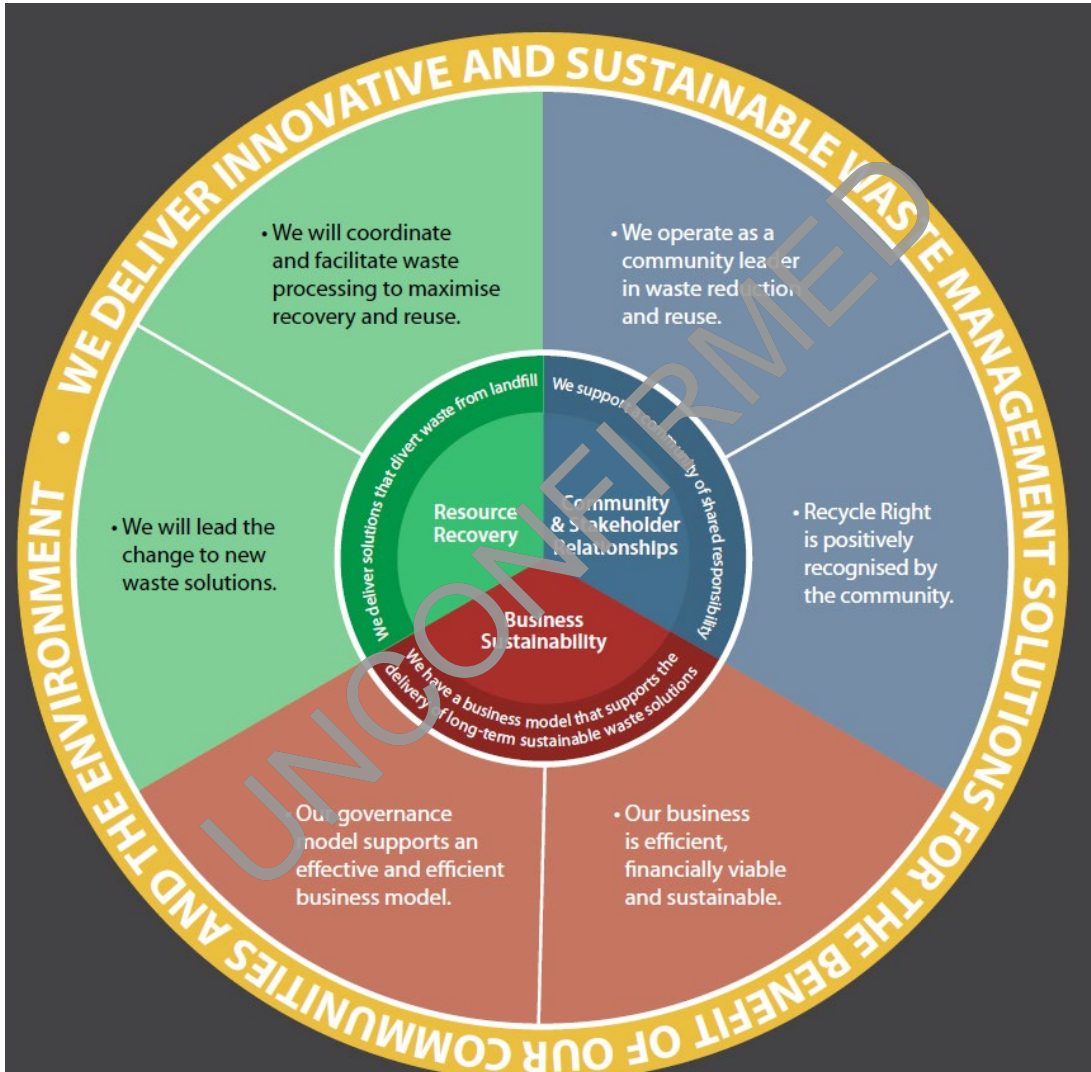 WE DELIVER INNOVATIVE AND SUSTAINABLE WASTE MANAGEMENT SOLUTIONS FOR THE BENEFIT OF OUR COMMUNITIES AND THE ENVIRONMENT •
• We will coordinate
and facilitate waste
processing to maximise
recovery and reuse.
• We operate as a
community leader
in waste reduction
and reuse.
We deliver solutions that divert waste from landfill
We support a community of shared responsibility
Resource
Recovery
Community
& Stakeholder
Relationships
• We will lead the
change to new
waste solutions.
• Recycle Right
is positively
recognised by
the community.
Business
Sustainability
We have a business model that supports the
delivery of long-term sustainable waste solutions
• Our governance
model supports an
effective and efficient
business model.
• Our business
is efficient,
financially viable
and sustainable.
UNCONFIRMED